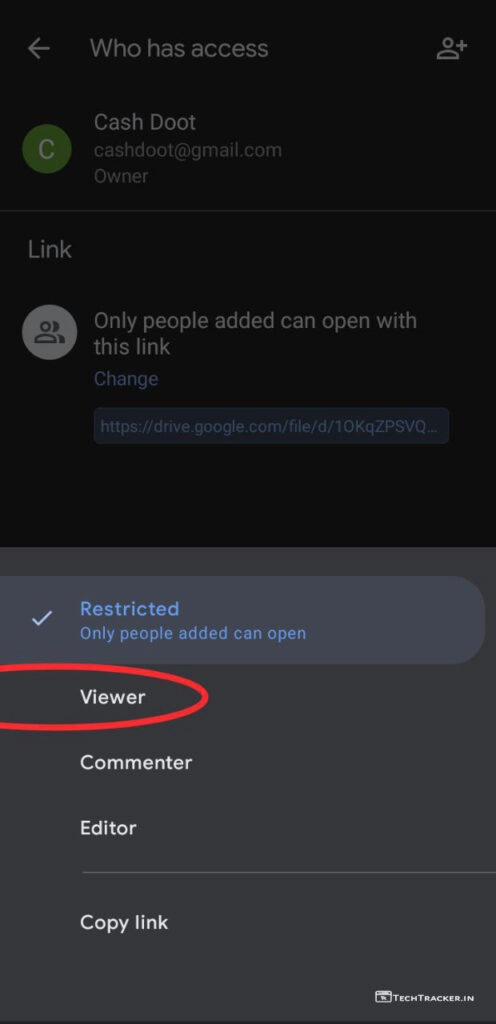 Who has access
C
Cash Doot
cashdoot@gmail.com
Owner
Link
Only people added can open with
this link
Change
https://drive.google.com/file/d/1OKqZPSVQ...
Restricted
Only people added can open
Viewer
Commenter
Editor
Copy link
TechTracker.in